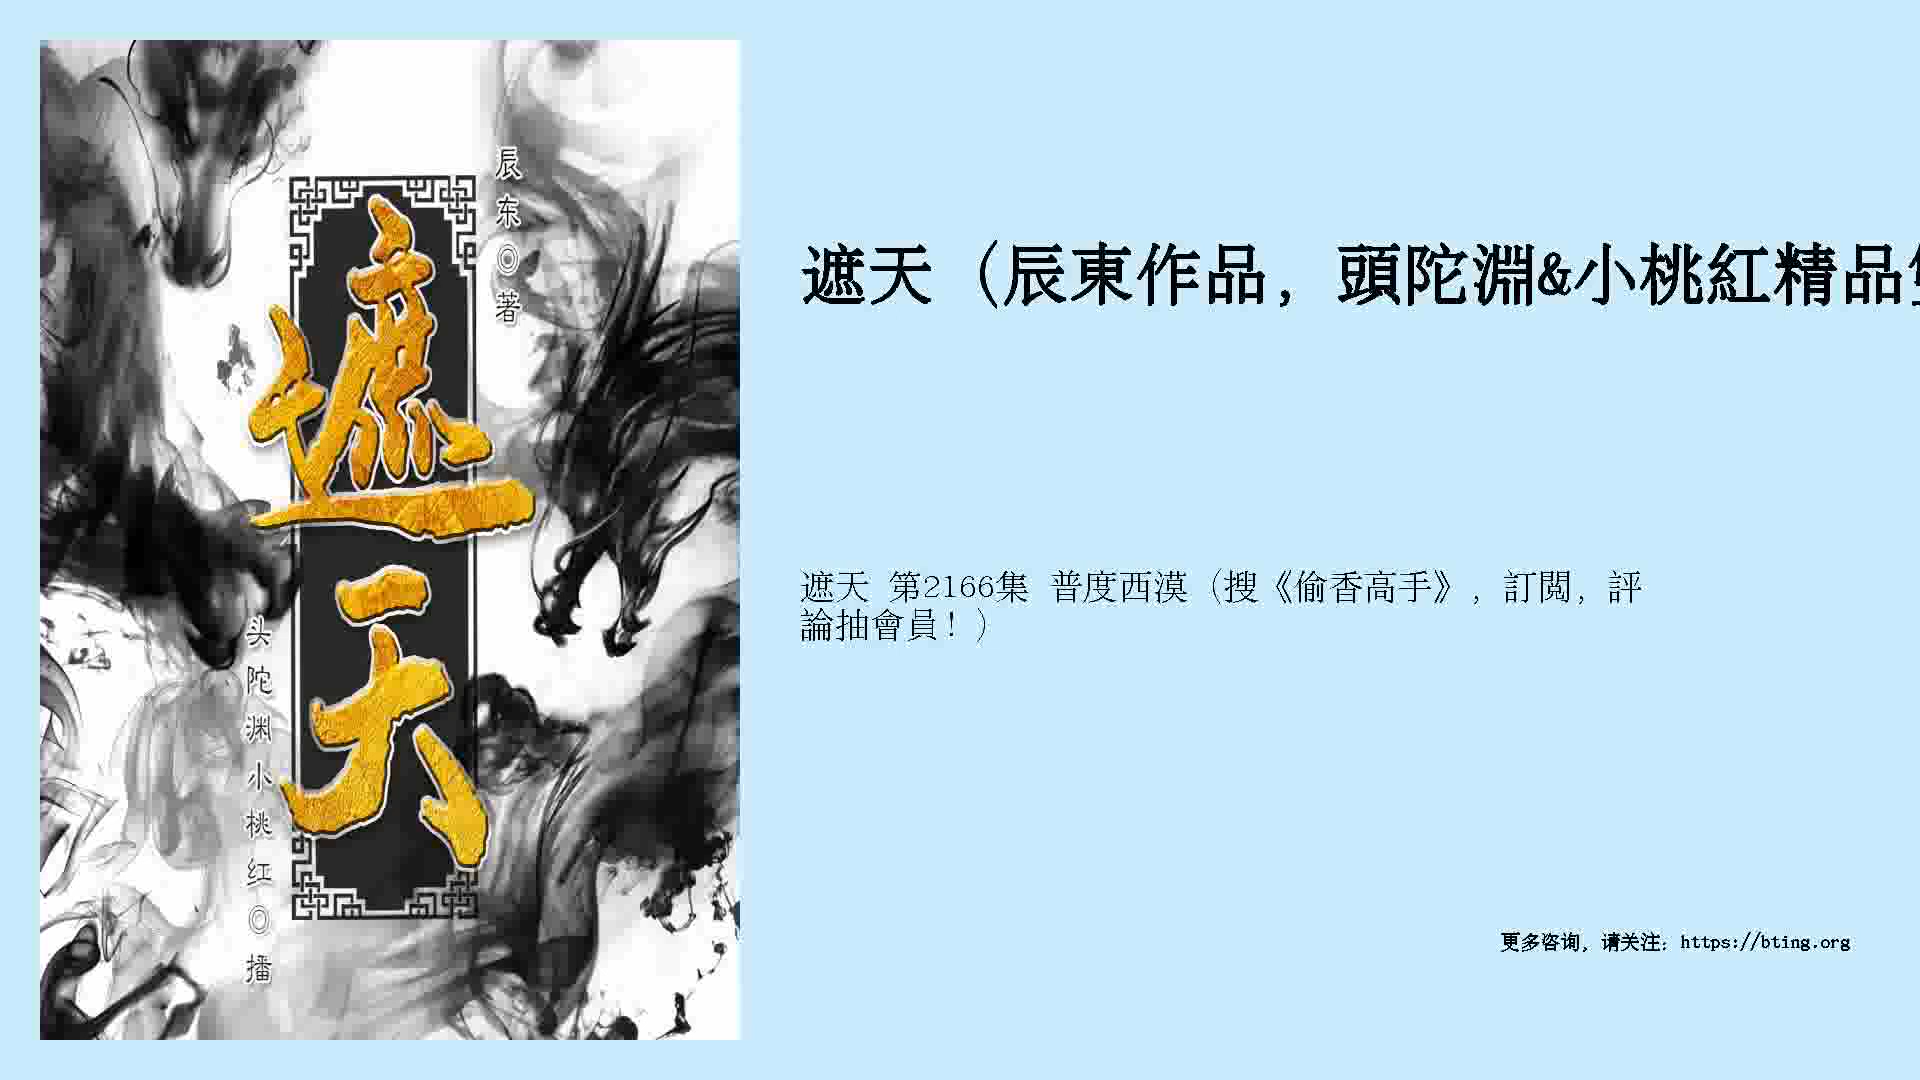 辰东◎著
遮天
头陀渊小桃红◎播
遮天（辰東作品，頭陀淵&小桃紅精品
遮天 第2166集 普度西漠（搜《偷香高手》，訂閱，評
論抽會員！）
更多咨询，请关注：https://bting.org